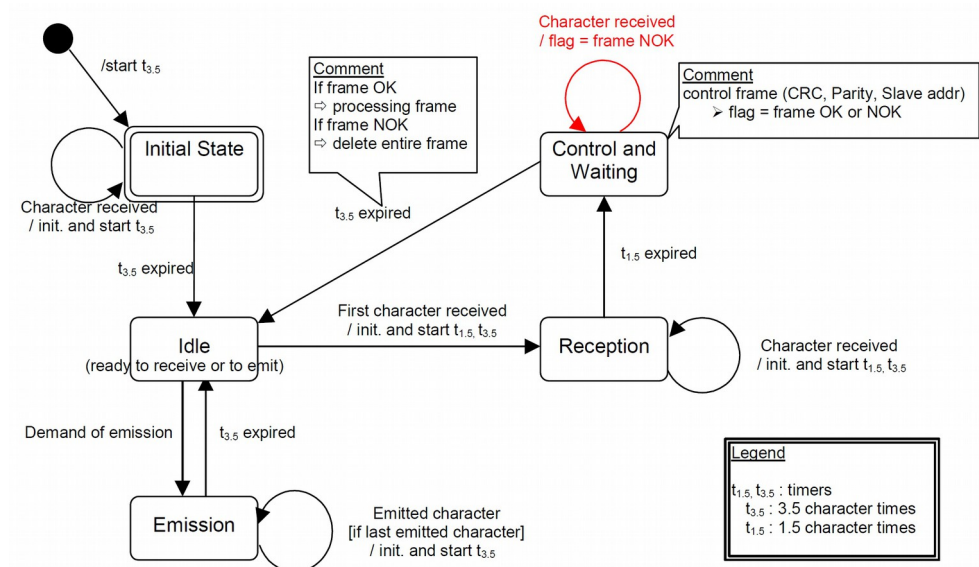 Character received
/ flag = frame NOK
/start t3.5
Comment
If frame OK
⇨ processing frame
If frame NOK
⇨ delete entire frame
Comment
control frame (CRC, Parity, Slave addr)
➤ flag = frame OK or NOK
Initial State
Control and
Waiting
Character received
/ init. and start t3.5
t3.5 expired
t3.5 expired
t1.5 expired
First character received
/ init. and start t1.5, t3.5
Idle
(ready to receive or to emit)
Reception
Character received
/ init. and start t1.5, t3.5
Demand of emission
t3.5 expired
Emission
Emitted character
[if last emitted character]
/ init. and start t3.5
Legend
t1.5, t3.5 : timers
t3.5 : 3.5 character times
t1.5 : 1.5 character times